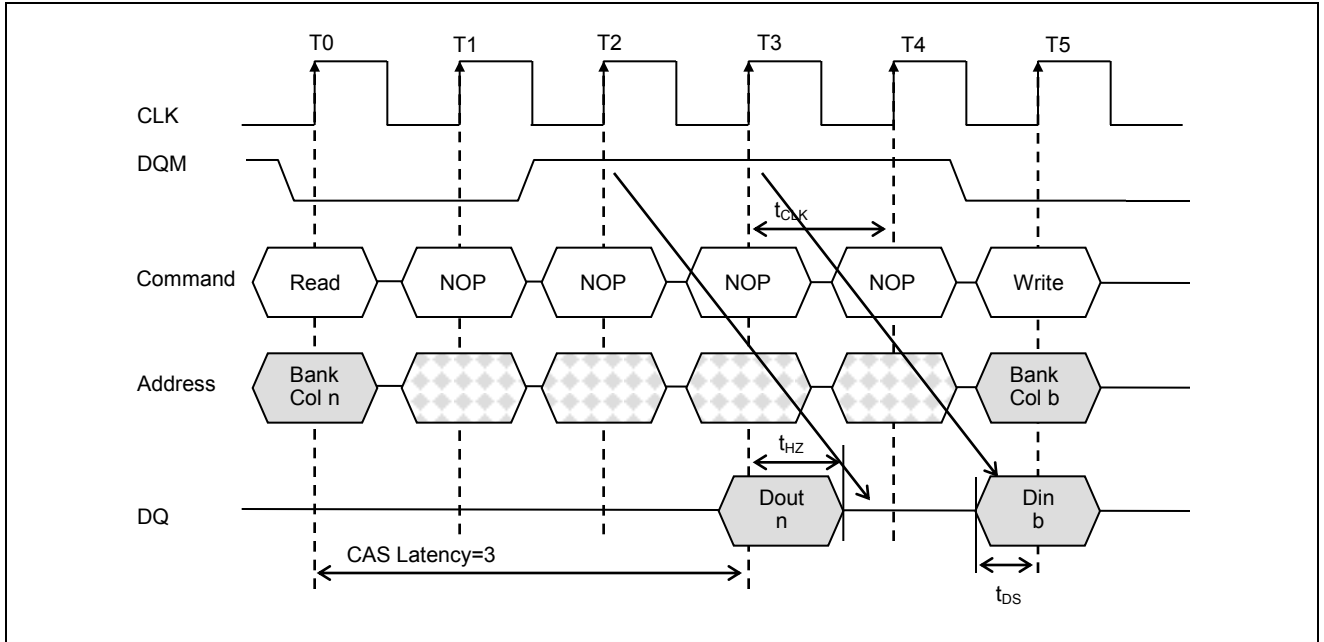 T0 T1 T2 T3 T4 T5
CLK
DQM
tCLK
Command Read NOP NOP NOP NOP Write
Address Bank Col n Bank Col b
tHZ
DQ Dout n Din b
CAS Latency=3
tDS